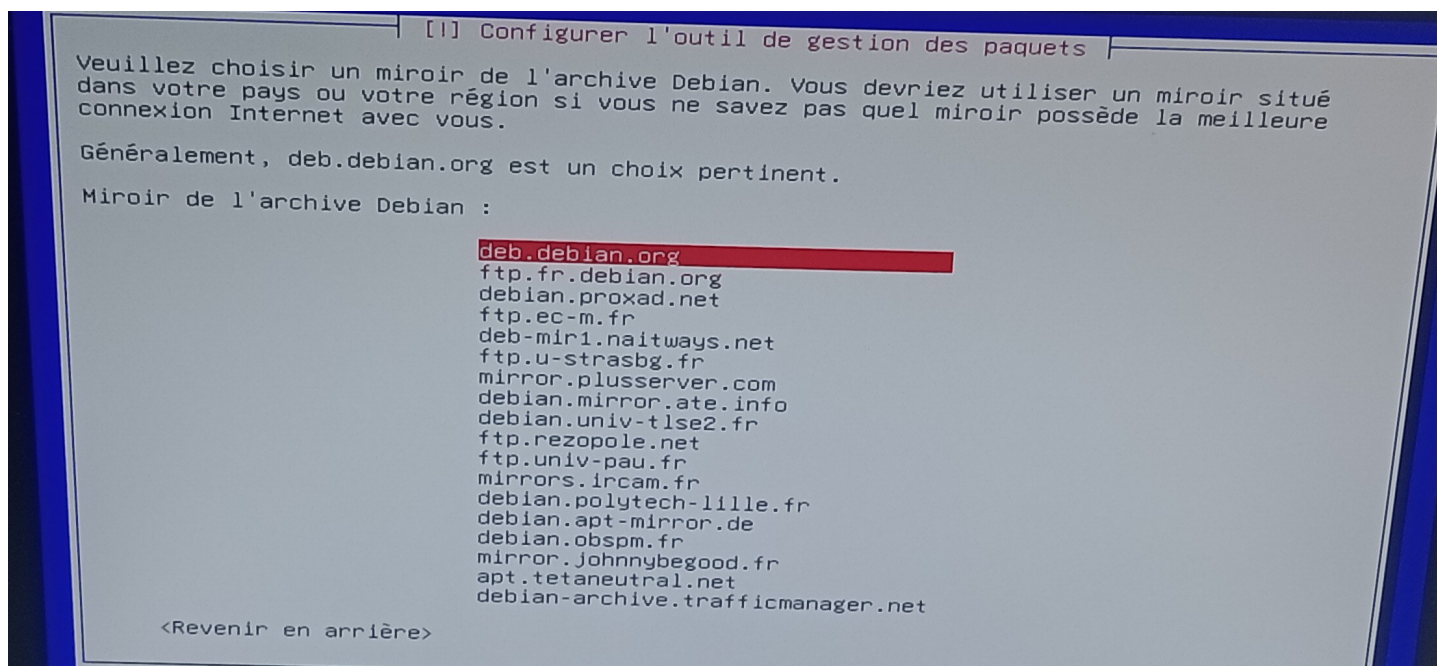 [!] Configurer l'outil de gestion des paquets
Veuillez choisir un miroir de l'archive Debian. Vous devriez utiliser un miroir situé
dans votre pays ou votre région si vous ne savez pas quel miroir possède la meilleure
connexion Internet avec vous.
Généralement, deb.debian.org est un choix pertinent.
Miroir de l'archive Debian :
deb.debian.org
ftp.fr.debian.org
debian.proxad.net
ftp.ec-m.fr
deb-mir1.naitways.net
ftp.u-strasbg.fr
mirror.plusserver.com
debian.mirror.ate.info
debian.univ-tlse2.fr
ftp.rezopole.net
ftp.univ-pau.fr
mirrors.ircam.fr
debian.polytech-lille.fr
debian.apt-mirror.de
debian.obspm.fr
mirror.johnnybegood.fr
apt.tetaneutral.net
debian-archive.trafficmanager.net
<Revenir en arrière>